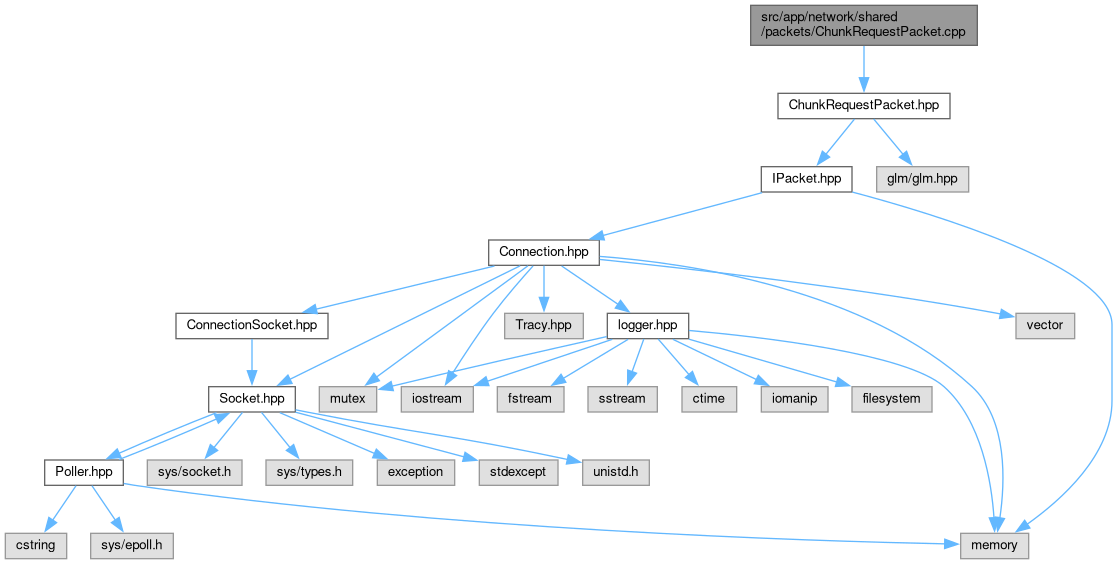 src/app/network/shared
/packets/ChunkRequestPacket.cpp
ChunkRequestPacket.hpp
IPacket.hpp
glm/glm.hpp
Connection.hpp
ConnectionSocket.hpp
Tracy.hpp
logger.hpp
vector
Socket.hpp
mutex
iostream
fstream
sstream
ctime
iomanip
filesystem
Poller.hpp
sys/socket.h
sys/types.h
exception
stdexcept
unistd.h
cstring
sys/epoll.h
memory